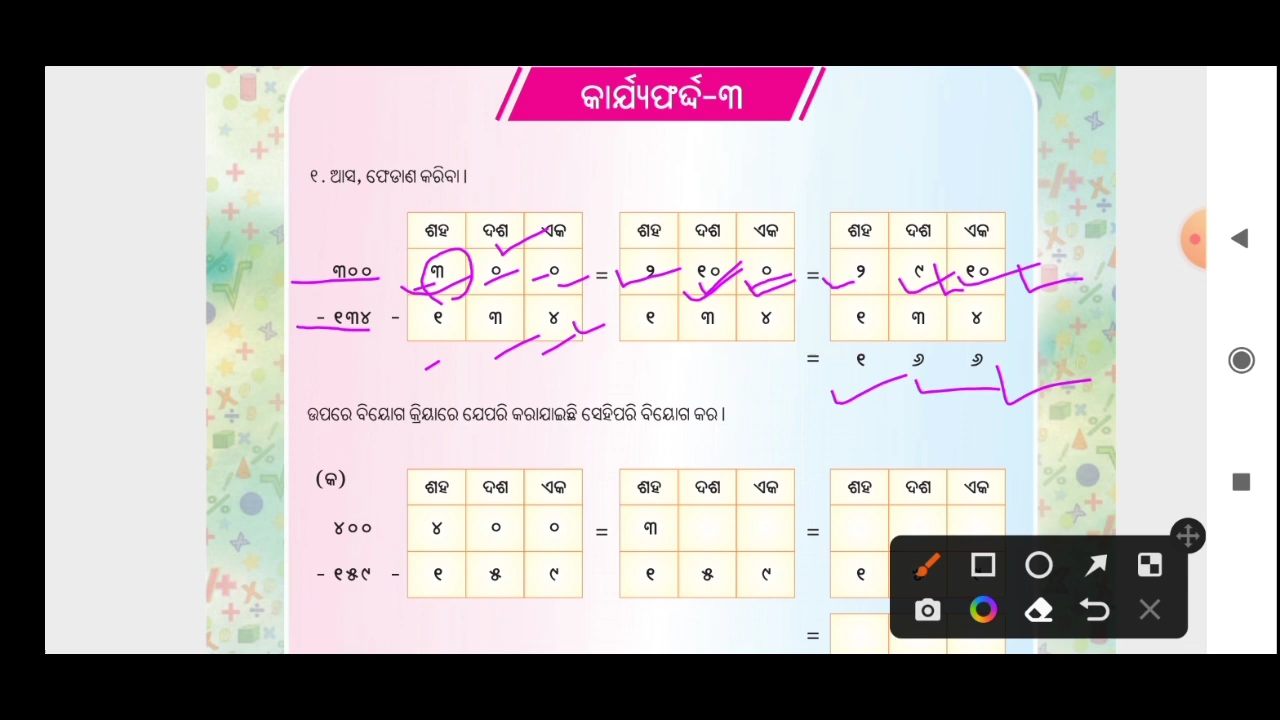 କାର୍ଯ୍ୟଫର୍ଦ୍ଦ-୩
୧. ଆସ, ଫେଡାଣ କରିବା।
ଶହ ଦଶ ଏକ ଶହ ଦଶ ଏକ ଶହ ଦଶ ଏକ
୩୦୦ ୩ ୦ ୦ = ୨ ୧୦ ୦ = ୨ ୯ ୧୦
- ୧୩୪ - ୧ ୩ ୪ ୧ ୩ ୪ ୧ ୩ ୪
= ୧ ୬ ୬
ଉପରେ ବିୟୋଗ କ୍ରିୟାରେ ଯେପରି କରାଯାଇଛି ସେହିପରି ବିୟୋଗ କର।
(କ) ଶହ ଦଶ ଏକ ଶହ ଦଶ ଏକ ଶହ ଦଶ ଏକ
୪୦୦ ୪ ୦ ୦ = ୩ =
- ୧୫୯ - ୧ ୫ ୯ ୧ ୫ ୯ ୧
=